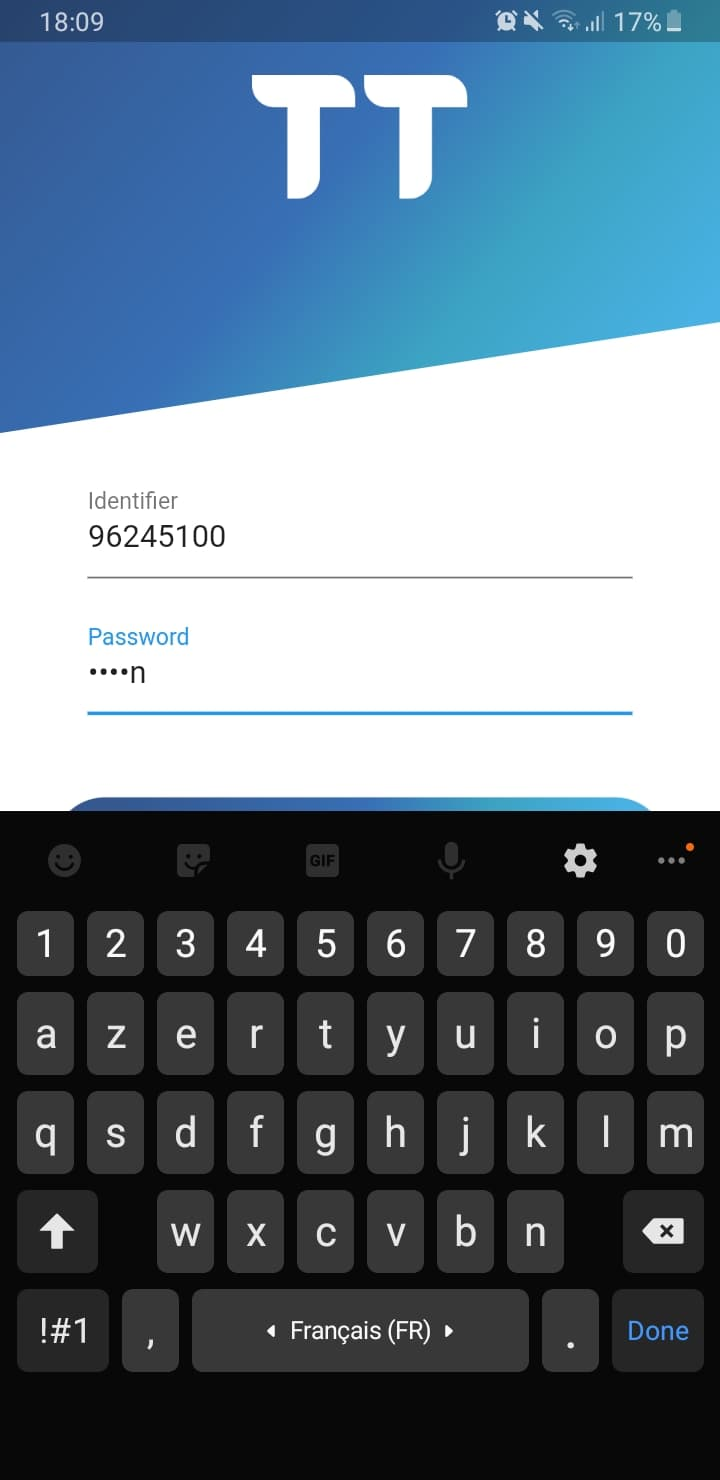 18:09 17%
TT
Identifier
96245100
Password
••••n
GIF
1 2 3 4 5 6 7 8 9 0
a z e r t y u i o p
q s d f g h j k l m
w x c v b n
!#1 , Français (FR) . Done